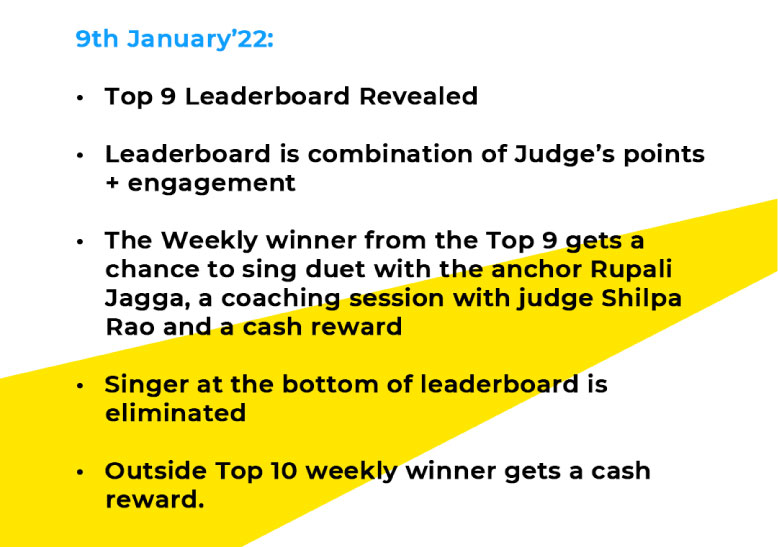 9th January’22:
• Top 9 Leaderboard Revealed
• Leaderboard is combination of Judge’s points
+ engagement
• The Weekly winner from the Top 9 gets a
chance to sing duet with the anchor Rupali
Jagga, a coaching session with judge Shilpa
Rao and a cash reward
• Singer at the bottom of leaderboard is
eliminated
• Outside Top 10 weekly winner gets a cash
reward.